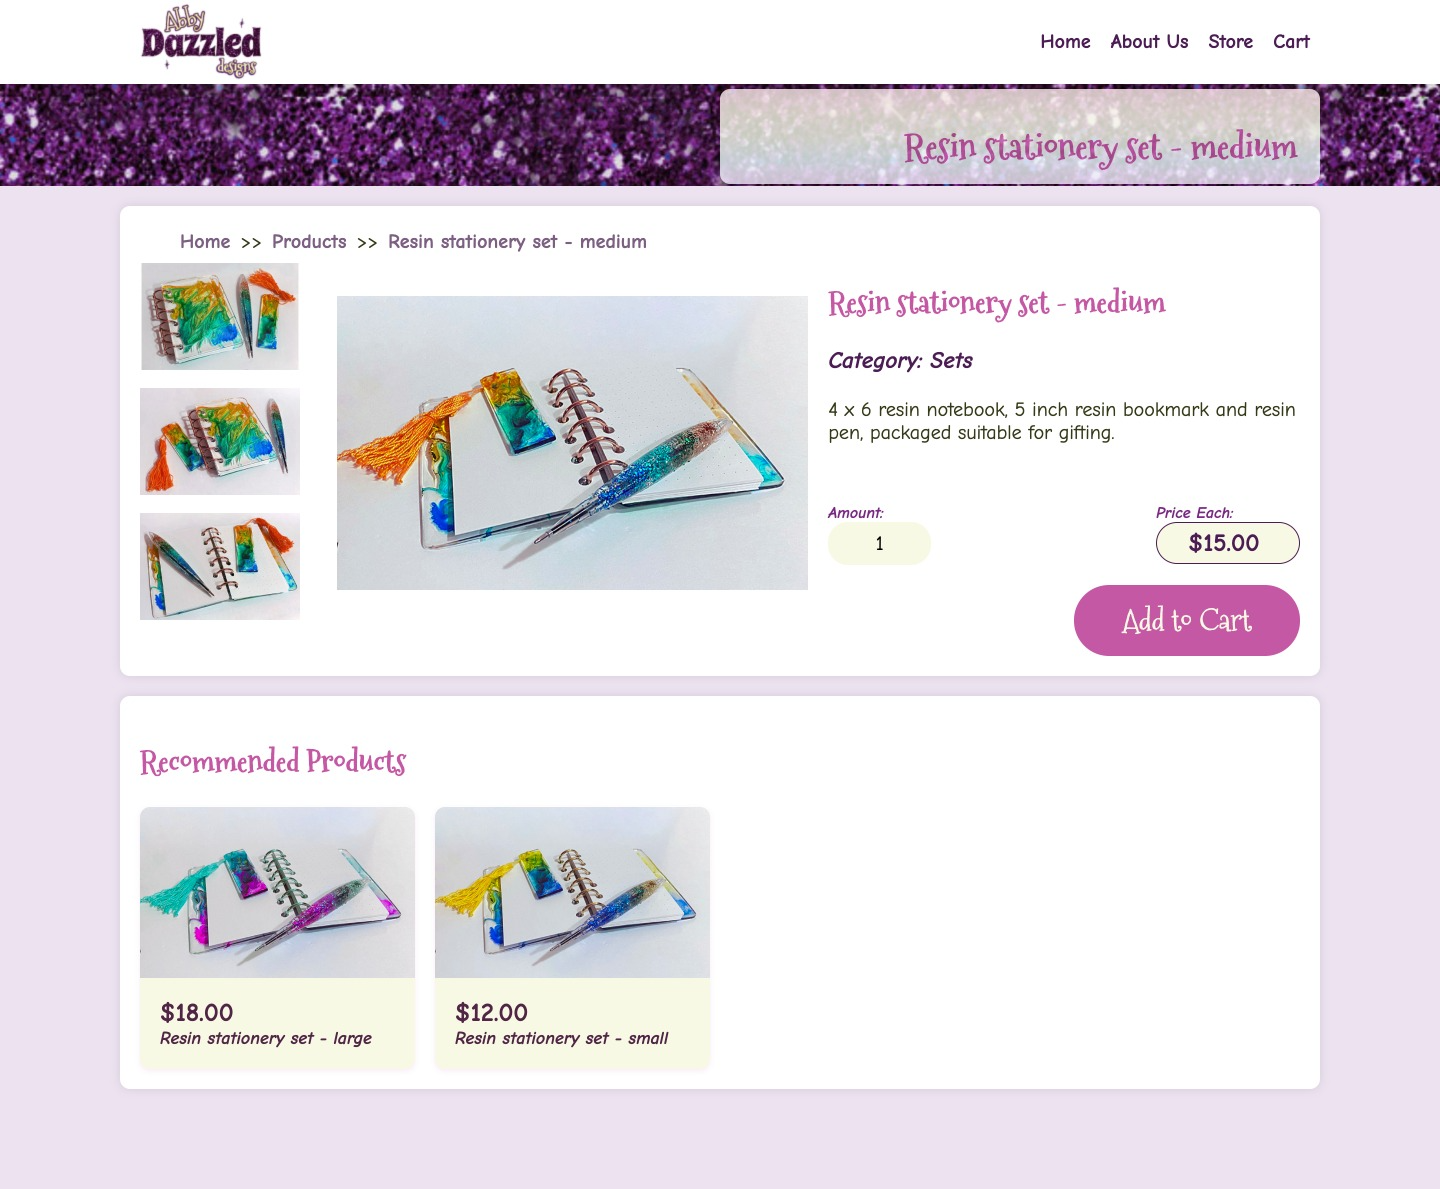 Abby
Dazzled
designs
Home About Us Store Cart
Resin stationery set - medium
Home >> Products >> Resin stationery set - medium
Resin stationery set - medium
Category: Sets
4 x 6 resin notebook, 5 inch resin bookmark and resin
pen, packaged suitable for gifting.
Amount:
1
Price Each:
$15.00
Add to Cart
Recommended Products
$18.00
Resin stationery set - large
$12.00
Resin stationery set - small